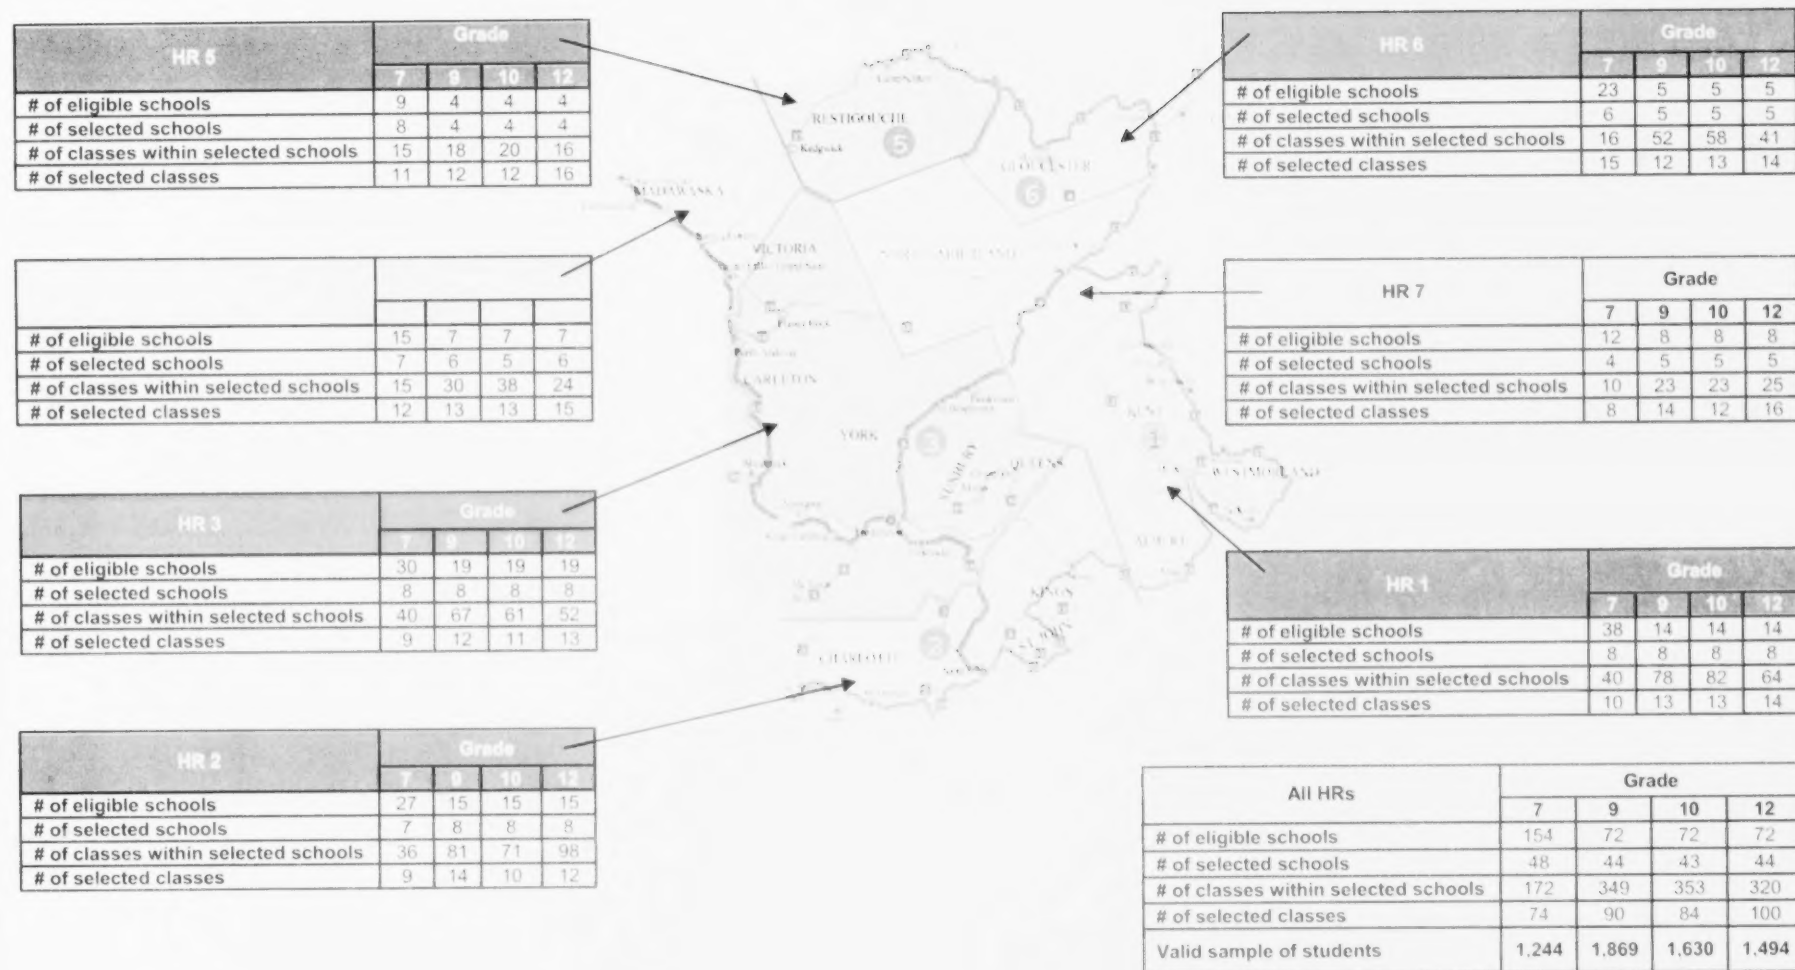 HR 5 Grade
7 9 10 12
# of eligible schools 9 4 4 4
# of selected schools 8 4 4 4
# of classes within selected schools 15 18 20 16
# of selected classes 11 12 12 16
# of eligible schools 15 7 7 7
# of selected schools 7 6 5 6
# of classes within selected schools 15 30 38 24
# of selected classes 12 13 13 15
HR 3 Grade
7 9 10 12
# of eligible schools 30 19 19 19
# of selected schools 8 8 8 8
# of classes within selected schools 40 67 61 52
# of selected classes 9 12 11 13
HR 2 Grade
7 9 10 12
# of eligible schools 27 15 15 15
# of selected schools 7 8 8 8
# of classes within selected schools 36 81 71 98
# of selected classes 9 14 10 12
RESTIGOUCHE
Kedgwick
5
GLOUCESTER
6
MADAWASKA
VICTORIA
NORTHUMBERLAND
CARLETON
YORK
3
SUNBURY
QUEENS
KENT
1
WESTMORLAND
ALBERT
KINGS
ST. JOHN
CHARLOTTE
2
HR 6 Grade
7 9 10 12
# of eligible schools 23 5 5 5
# of selected schools 6 5 5 5
# of classes within selected schools 16 52 58 41
# of selected classes 15 12 13 14
HR 7 Grade
7 9 10 12
# of eligible schools 12 8 8 8
# of selected schools 4 5 5 5
# of classes within selected schools 10 23 23 25
# of selected classes 8 14 12 16
HR 1 Grade
7 9 10 12
# of eligible schools 38 14 14 14
# of selected schools 8 8 8 8
# of classes within selected schools 40 78 82 64
# of selected classes 10 13 13 14
All HRs Grade
7 9 10 12
# of eligible schools 154 72 72 72
# of selected schools 48 44 43 44
# of classes within selected schools 172 349 353 320
# of selected classes 74 90 84 100
Valid sample of students 1,244 1,869 1,630 1,494